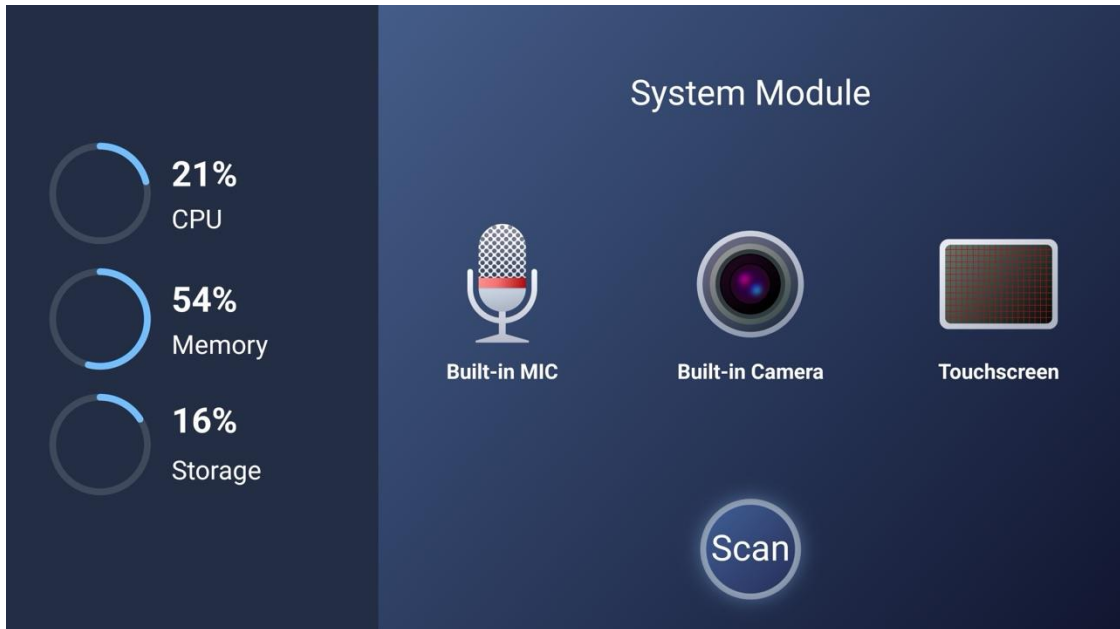 21%
CPU
54%
Memory
16%
Storage
System Module
Built-in MIC
Built-in Camera
Touchscreen
Scan